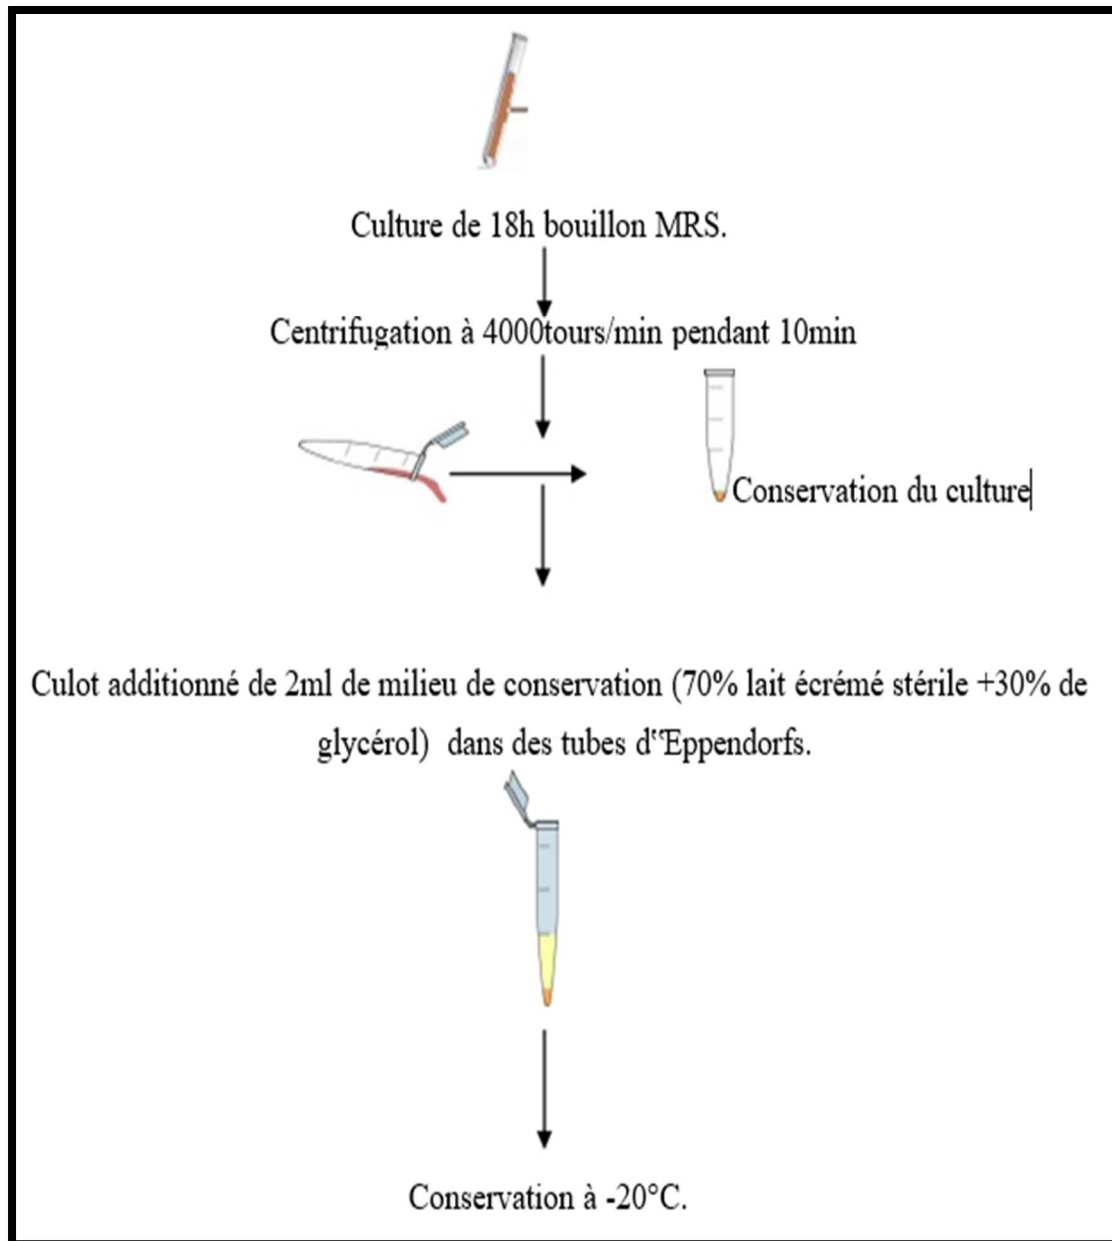 Culture de 18h bouillon MRS.
Centrifugation à 4000tours/min pendant 10min
Conservation du culture
Culot additionné de 2ml de milieu de conservation (70% lait écrémé stérile +30% de
glycérol) dans des tubes d‟Eppendorfs.
Conservation à -20°C.